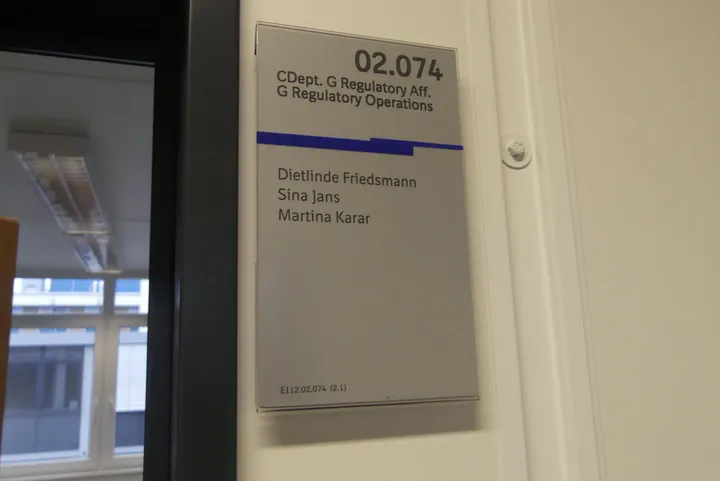 02.074
CDept. G Regulatory Aff.
G Regulatory Operations
Dietlinde Friedsmann
Sina Jans
Martina Karar
E112.02.074 (2.1)